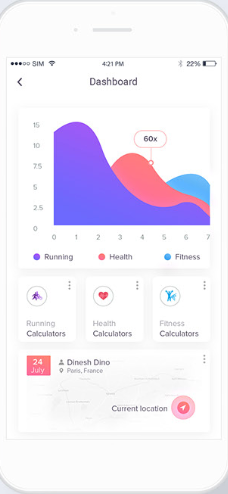 SIM 4:21 PM 22%
Dashboard
60x
15
10
7.5
5
2.5
0
0 1 2 3 4 5 6 7
Running Health Fitness
Running Calculators
Health Calculators
Fitness Calculators
24 July
Dinesh Dino
Paris, France
Current location